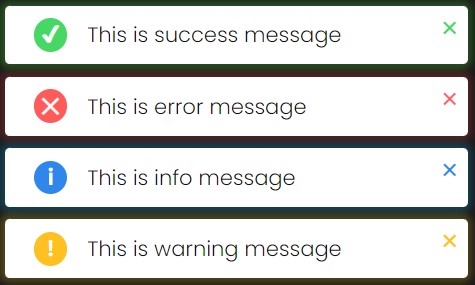 This is success message
This is error message
This is info message
This is warning message